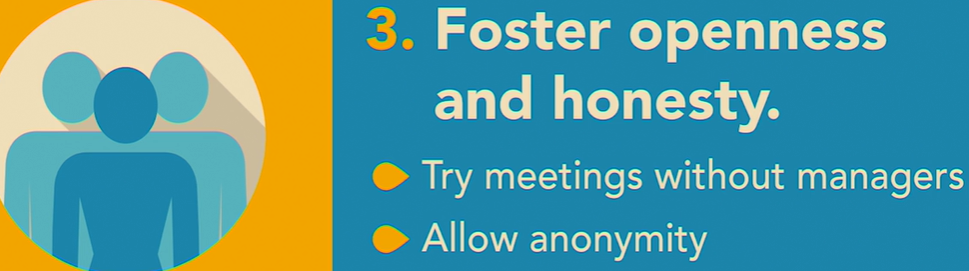 3. Foster openness
and honesty.
Try meetings without managers
Allow anonymity